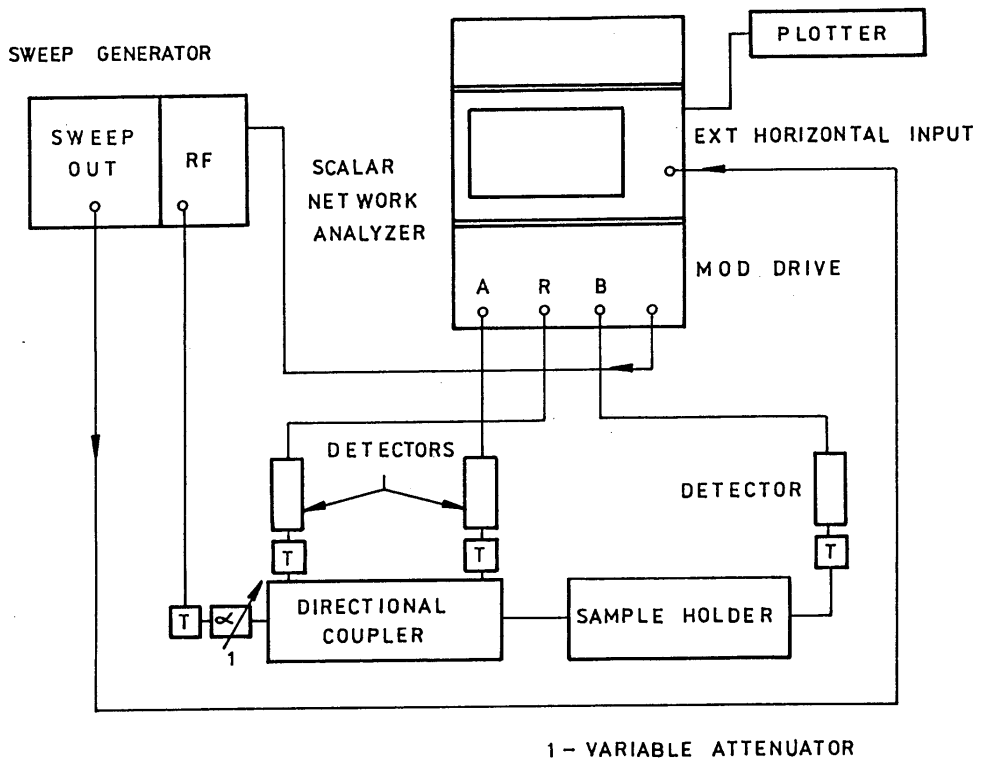 PLOTTER
SWEEP GENERATOR
SWEEP
OUT
RF
SCALAR
NETWORK
ANALYZER
EXT HORIZONTAL INPUT
MOD DRIVE
A R B
DETECTORS
DETECTOR
T
T
T
T
α
1
DIRECTIONAL
COUPLER
SAMPLE HOLDER
1 - VARIABLE ATTENUATOR